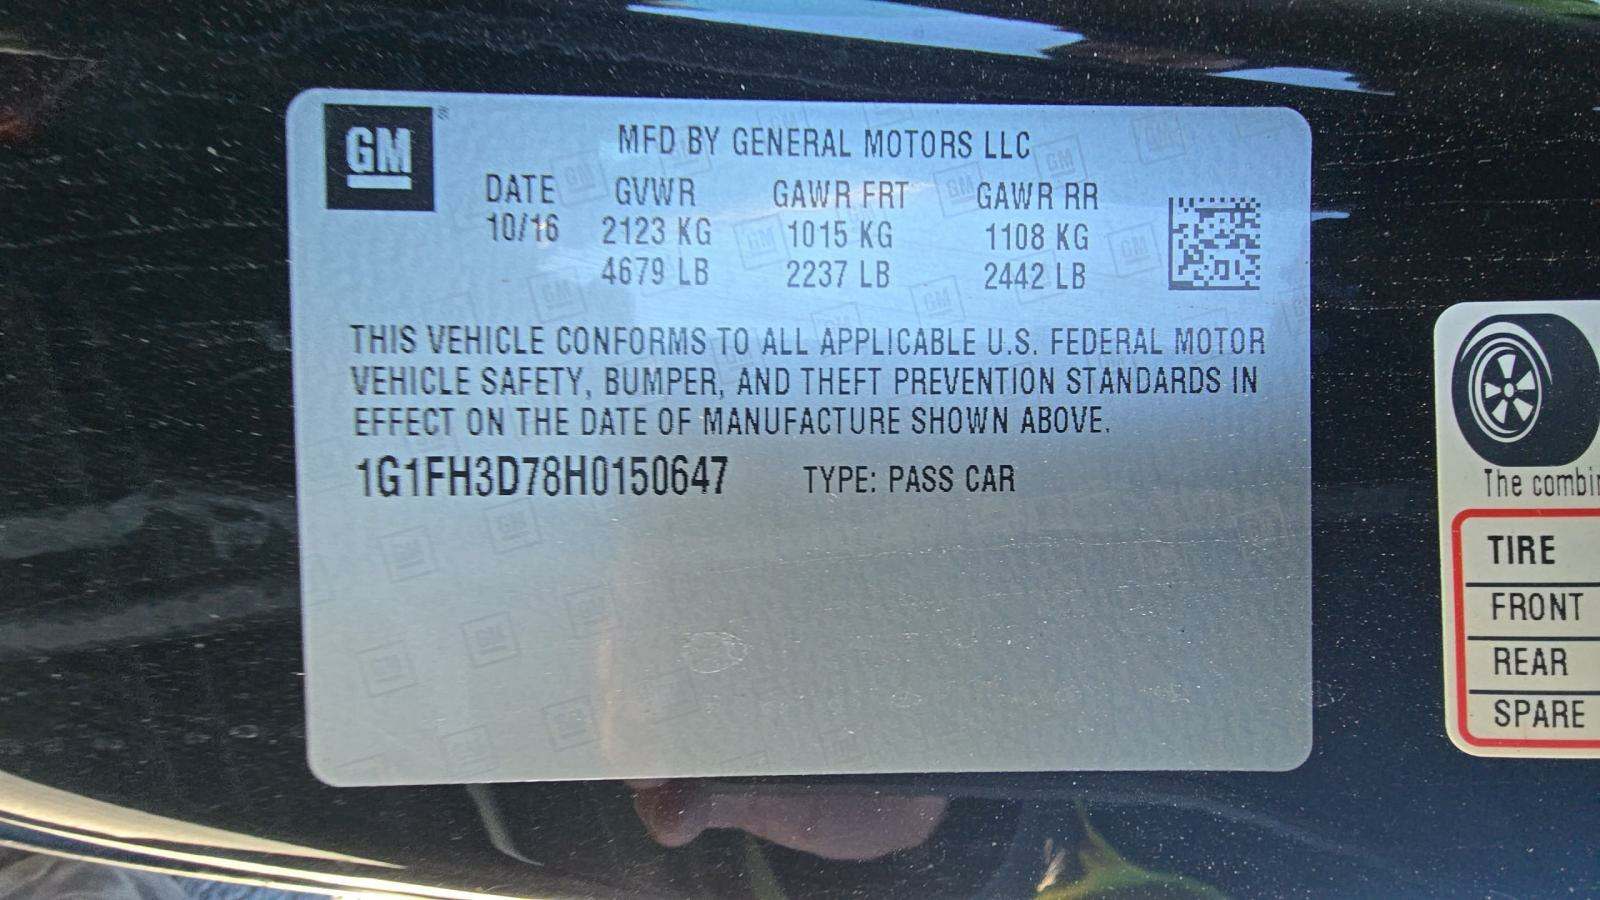 GM
MFD BY GENERAL MOTORS LLC
DATE GVWR GAWR FRT GAWR RR
10/16 2123 KG 1015 KG 1108 KG
4679 LB 2237 LB 2442 LB
THIS VEHICLE CONFORMS TO ALL APPLICABLE U.S. FEDERAL MOTOR
VEHICLE SAFETY, BUMPER, AND THEFT PREVENTION STANDARDS IN
EFFECT ON THE DATE OF MANUFACTURE SHOWN ABOVE.
1G1FH3D78H0150647 TYPE: PASS CAR
The combin
TIRE
FRONT
REAR
SPARE